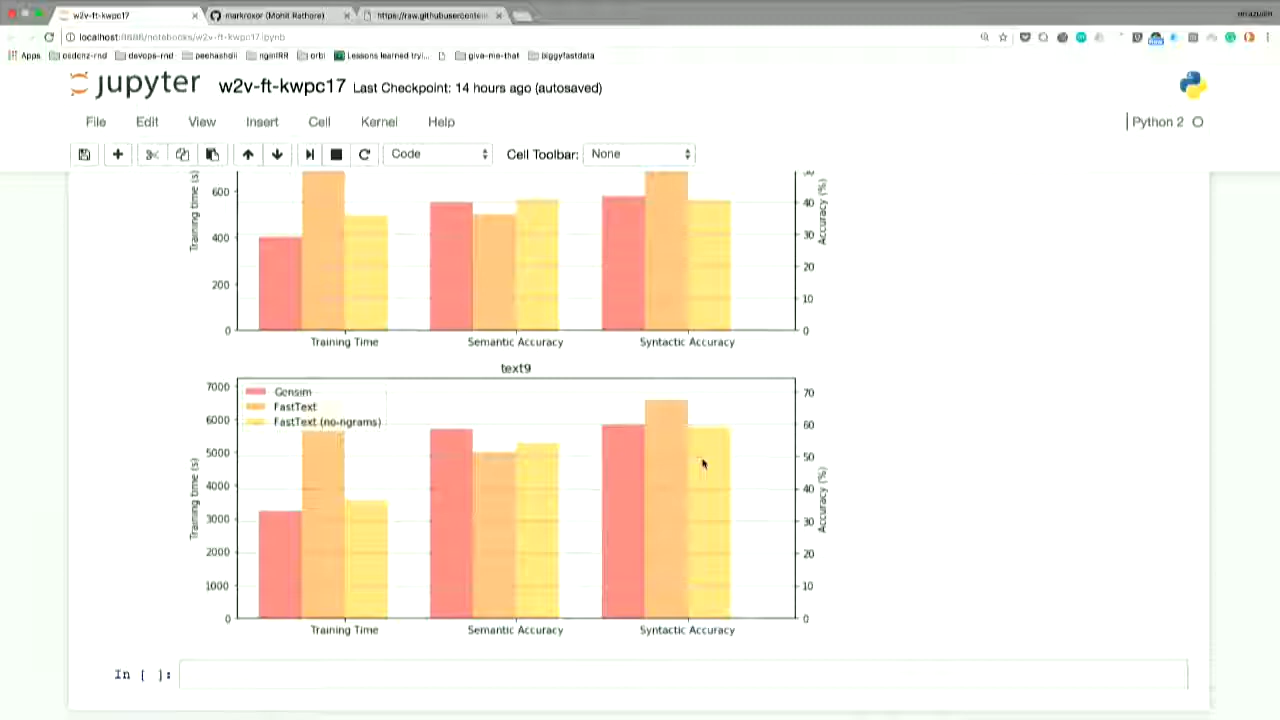 w2v-ft-kwpc17
markroxor (Mohit Rathore)
https://raw.githubuserconten...
localhost:8888/notebooks/w2v-ft-kwpc17.ipynb
Apps
devops-rnd
orbi
Lessons learned tryi...
give-me-that
biggyfastdata
jupyter w2v-ft-kwpc17 Last Checkpoint: 14 hours ago (autosaved)
File Edit View Insert Cell Kernel Help
Python 2
Code
Cell Toolbar: None
Training time (s)
600
400
200
0
40
30
20
10
0
Accuracy (%)
Training Time
Semantic Accuracy
Syntactic Accuracy
text9
Gensim
FastText
FastText (no-ngrams)
Training time (s)
7000
6000
5000
4000
3000
2000
1000
0
70
60
50
40
30
20
10
0
Accuracy (%)
Training Time
Semantic Accuracy
Syntactic Accuracy
In [ ]: